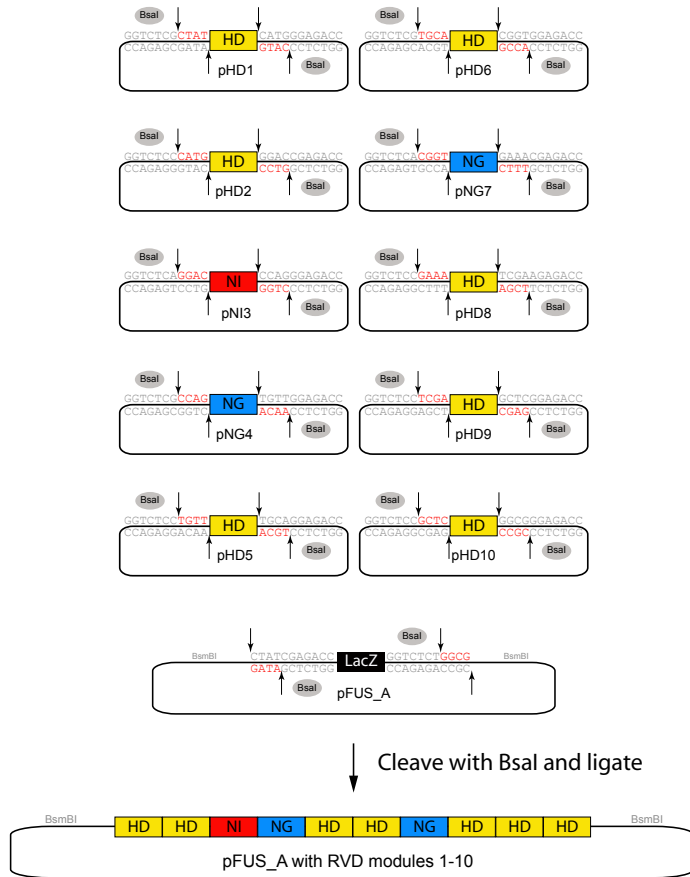 BsaI BsaI
GGTCTCGCTAT HD CATGGGAGACC GGTCTCGTGCA HD CGGTGGAGACC
CCAGAGCGATA GTACCCTCTGG CCAGAGCACGT GCCACCTCTGG
pHD1 BsaI pHD6 BsaI
BsaI BsaI
GGTCTCCCATG HD GGACCGAGACC GGTCTCACGGT NG GAAACGAGACC
CCAGAGGGTAC CCTGGCTCTGG CCAGAGTGCCA CTTTGCTCTGG
pHD2 BsaI pNG7 BsaI
BsaI BsaI
GGTCTCAGGAC NI CCAGGGAGACC GGTCTCCGAAA HD TCGAAGAGACC
CCAGAGTCCTG GGTCCCTCTGG CCAGAGGCTTT AGCTTCTCTGG
pNI3 BsaI pHD8 BsaI
BsaI BsaI
GGTCTCGCCAG NG TGTTGGAGACC GGTCTCCTCGA HD GCTCGGAGACC
CCAGAGCGGTC ACAACCTCTGG CCAGAGGAGCT CGAGCCTCTGG
pNG4 BsaI pHD9 BsaI
BsaI BsaI
GGTCTCCTGTT HD TGCAGGAGACC GGTCTCCGCTC HD GGCGGGAGACC
CCAGAGGACAA ACGTCCTCTGG CCAGAGGCGAG CCGCCCTCTGG
pHD5 BsaI pHD10 BsaI
BsaI
BsmBI CTATCGAGACC LacZ GGTCTCTGGCG BsmBI
GATAGCTCTGG CCAGAGACCGC
BsaI pFUS_A
Cleave with BsaI and ligate
BsmBI HD HD NI NG HD HD NG HD HD HD BsmBI
pFUS_A with RVD modules 1-10